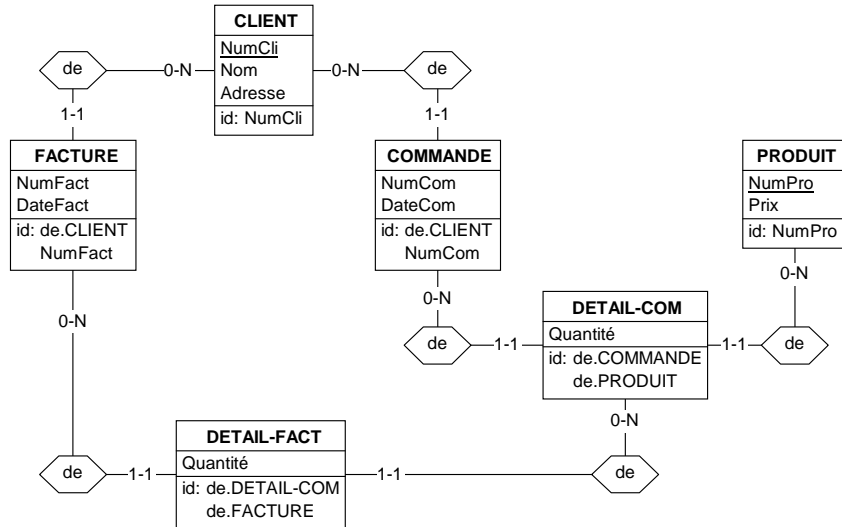 CLIENT
NumCli
Nom
Adresse
id: NumCli
de
0-N
0-N
de
1-1
1-1
FACTURE
NumFact
DateFact
id: de.CLIENT
NumFact
COMMANDE
NumCom
DateCom
id: de.CLIENT
NumCom
PRODUIT
NumPro
Prix
id: NumPro
0-N
0-N
0-N
DETAIL-COM
Quantité
id: de.COMMANDE
de.PRODUIT
de
1-1
1-1
de
0-N
DETAIL-FACT
Quantité
id: de.DETAIL-COM
de.FACTURE
de
1-1
1-1
de